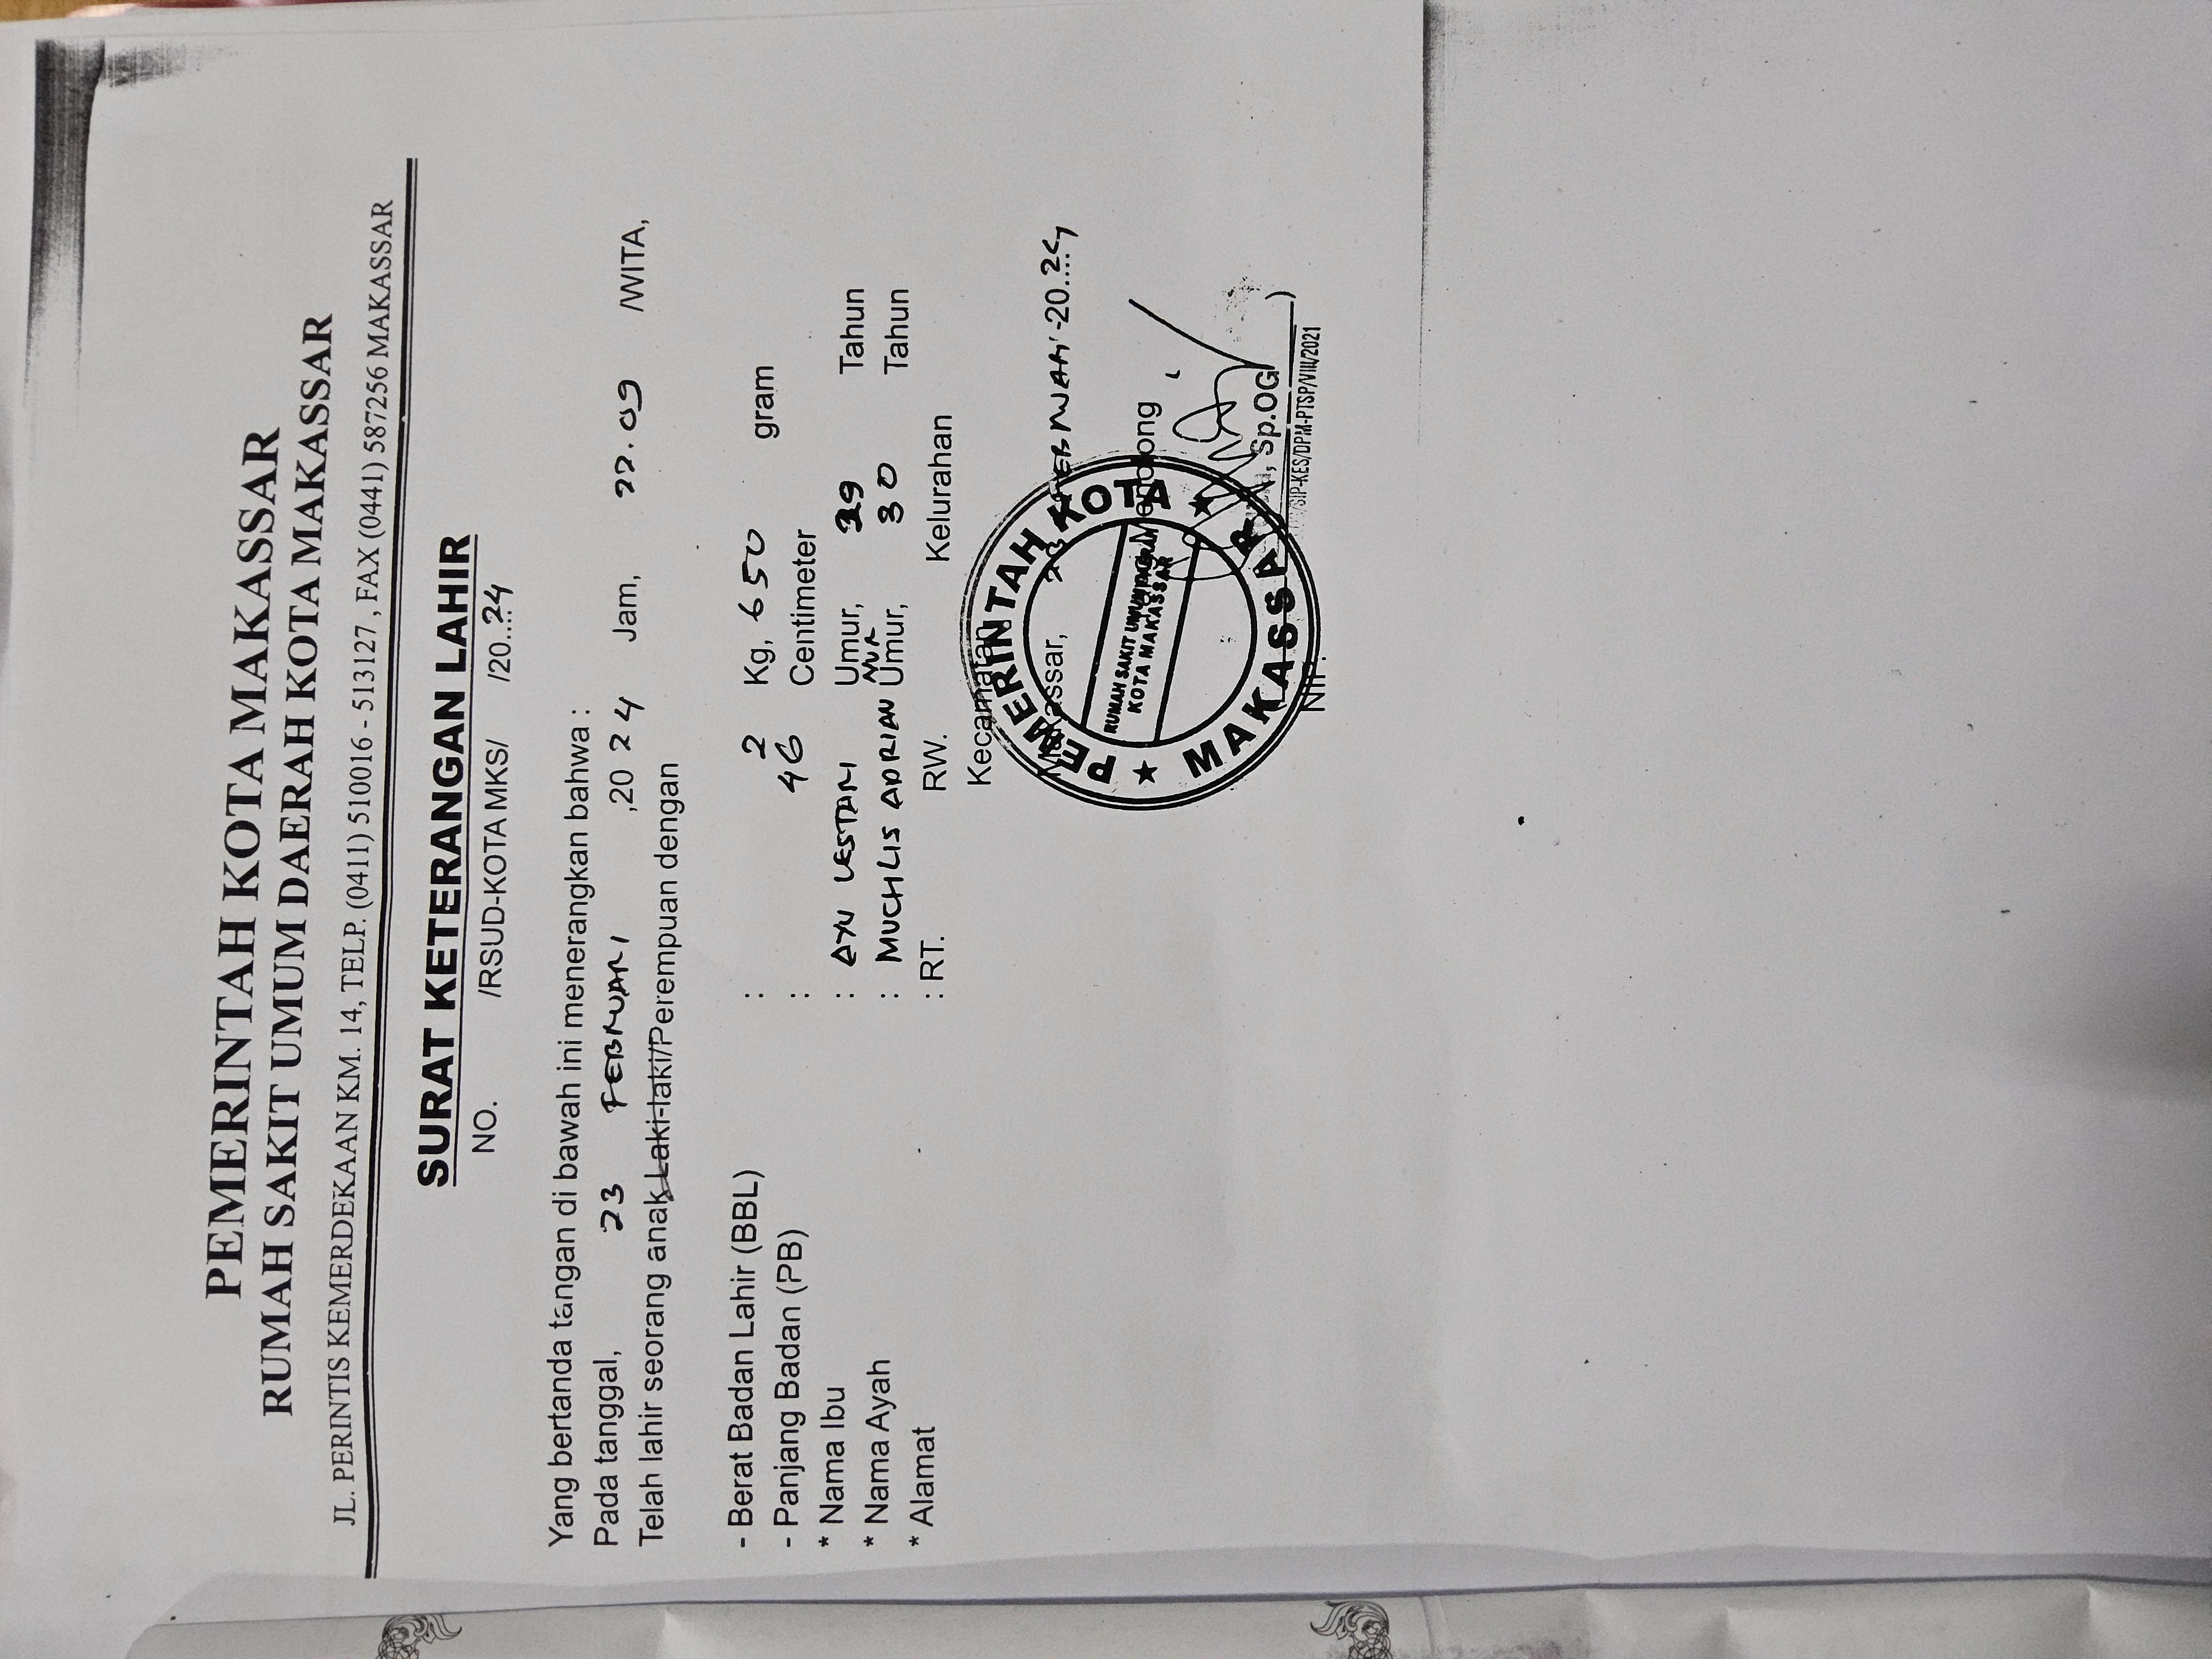 PEMERINTAH KOTA MAKASSAR
RUMAH SAKIT UMUM DAERAH KOTA MAKASSAR
JL. PERINTIS KEMERDEKAAN KM. 14, TELP. (0411) 510016 - 513127 , FAX (0441) 587256 MAKASSAR
SURAT KETERANGAN LAHIR
NO. /RSUD-KOTA MKS/ /20...24
Yang bertanda tangan di bawah ini menerangkan bahwa :
Pada tanggal, 23 FEBRUARI ,20 24 Jam, 22.09 /WITA,
Telah lahir seorang anak Laki-laki/Perempuan dengan
- Berat Badan Lahir (BBL) : 2 Kg, 650 gram
- Panjang Badan (PB) : 46 Centimeter
* Nama Ibu : AYU LESTARI Umur, 29 Tahun
* Nama Ayah : MUCHLIS ADRIAN NUR Umur, 30 Tahun
* Alamat : RT. RW. Kelurahan
Kecamatan
Makassar, FEBRUARI -20...24
Penolong
PEMERINTAH KOTA
RUMAH SAKIT UMUM DAERAH
KOTA MAKASSAR
MAKASSAR
, Sp.OG
)
/SIP-KES/DPM-PTSP/VIII/2021
NIP.